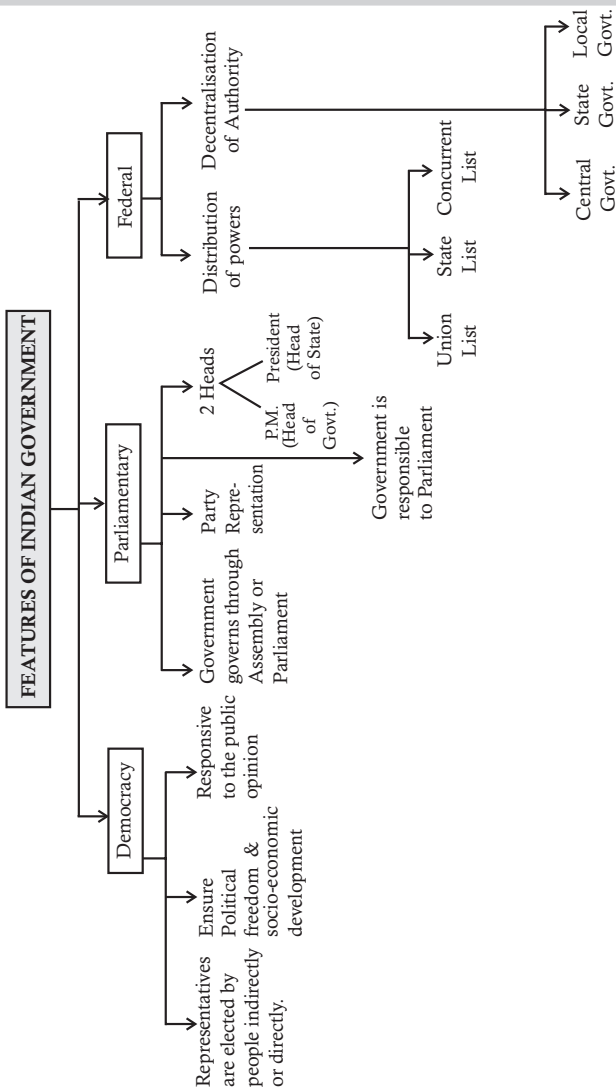 FEATURES OF INDIAN GOVERNMENT
Democracy
Representatives
are elected by
people indirectly
or directly.
Ensure
Political
freedom &
socio-economic
development
Responsive
to the public
opinion
Parliamentary
Government
governs through
Assembly or
Parliament
Party
Repre-
sentation
Government is
responsible
to Parliament
2 Heads
P.M.
(Head
of
Govt.)
President
(Head
of State)
Federal
Distribution
of powers
Union
List
State
List
Concurrent
List
Decentralisation
of Authority
Central
Govt.
State
Govt.
Local
Govt.